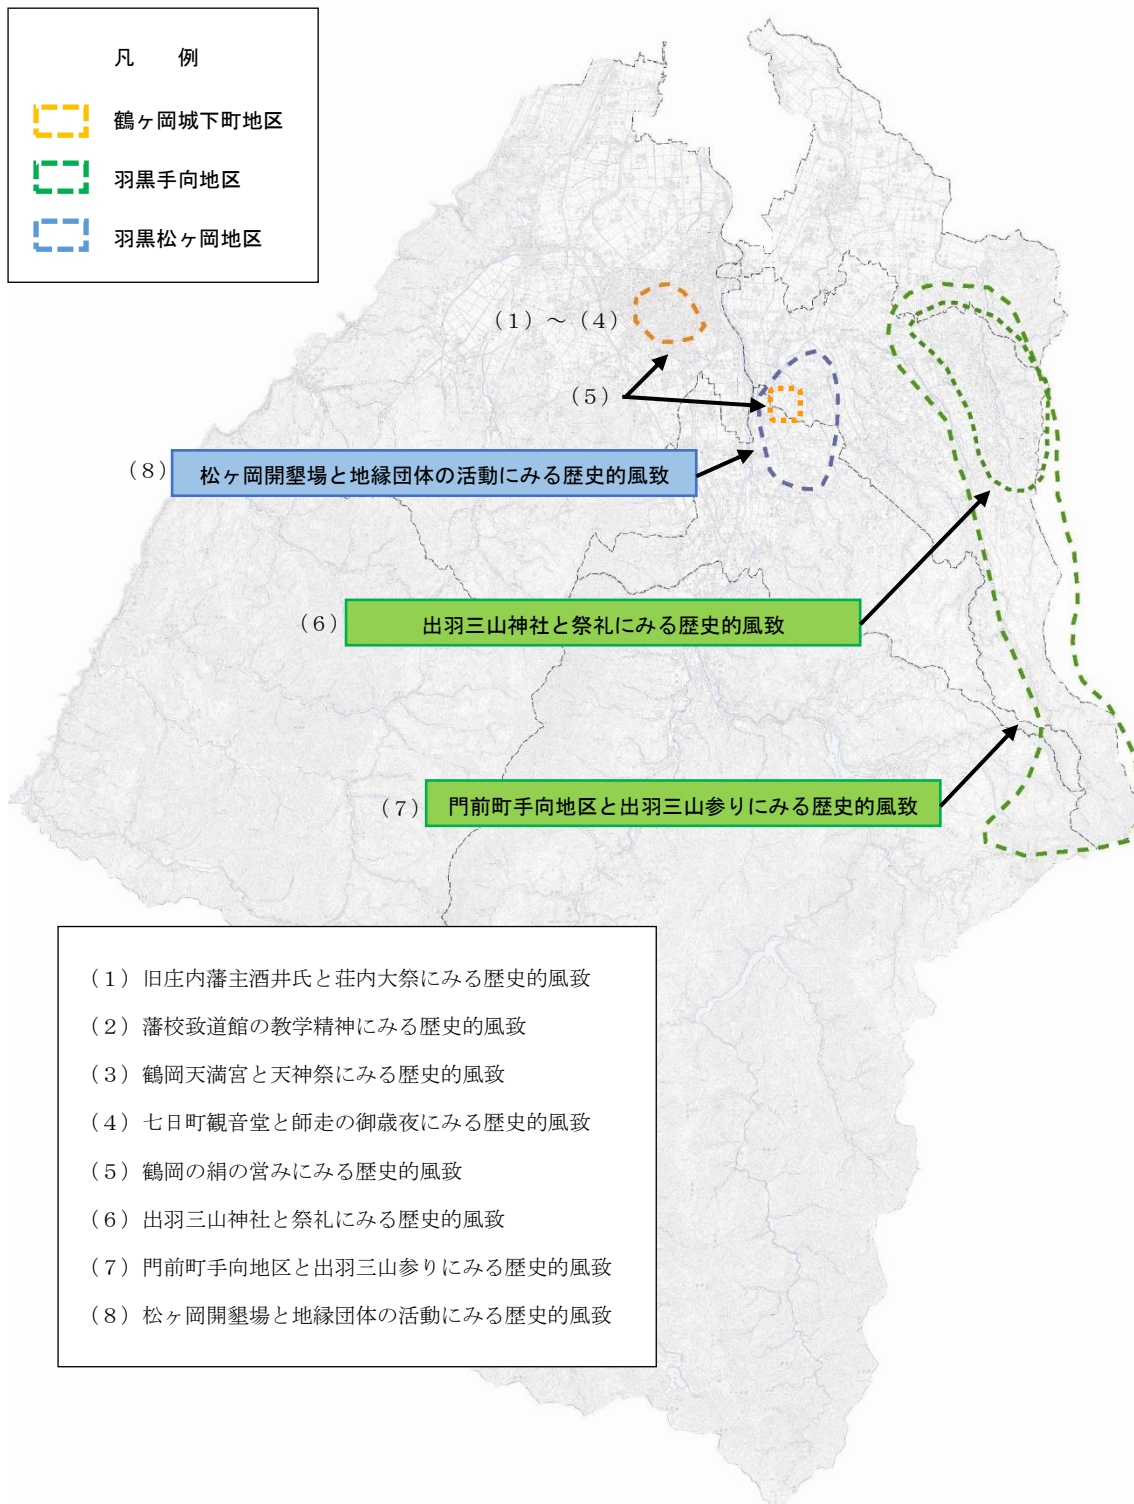 凡　例
鶴ヶ岡城下町地区
羽黒手向地区
羽黒松ヶ岡地区
（１）～（４）
（５）
（８）
松ヶ岡開墾場と地縁団体の活動にみる歴史的風致
（６）
出羽三山神社と祭礼にみる歴史的風致
（７）
門前町手向地区と出羽三山参りにみる歴史的風致
（１）旧庄内藩主酒井氏と荘内大祭にみる歴史的風致
（２）藩校致道館の教学精神にみる歴史的風致
（３）鶴岡天満宮と天神祭にみる歴史的風致
（４）七日町観音堂と師走の御歳夜にみる歴史的風致
（５）鶴岡の絹の営みにみる歴史的風致
（６）出羽三山神社と祭礼にみる歴史的風致
（７）門前町手向地区と出羽三山参りにみる歴史的風致
（８）松ヶ岡開墾場と地縁団体の活動にみる歴史的風致